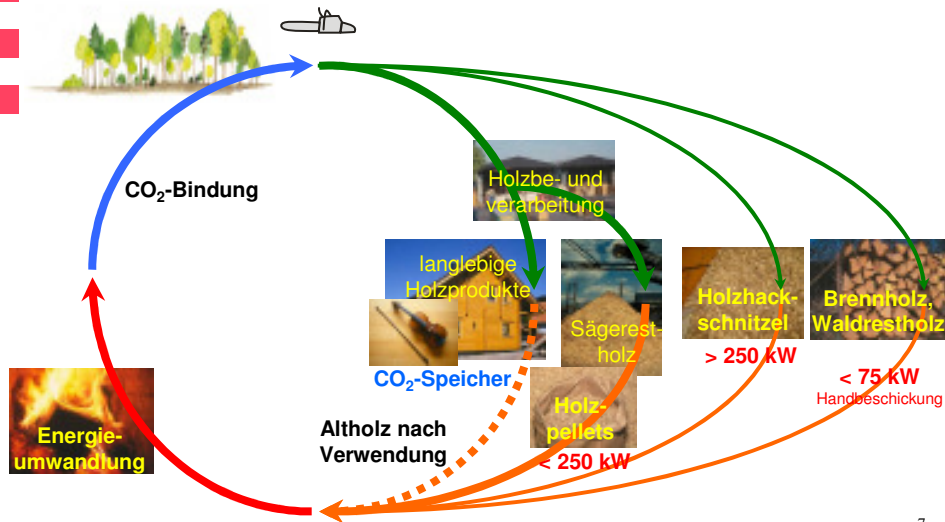 CO₂-Bindung
Holzbe- und
verarbeitung
langlebige
Holzprodukte
CO₂-Speicher
Sägerest-
holz
Holz-
pellets
< 250 kW
Holzhack-
schnitzel
> 250 kW
Brennholz,
Waldrestholz
< 75 kW
Handbeschickung
Altholz nach
Verwendung
Energie-
umwandlung
7